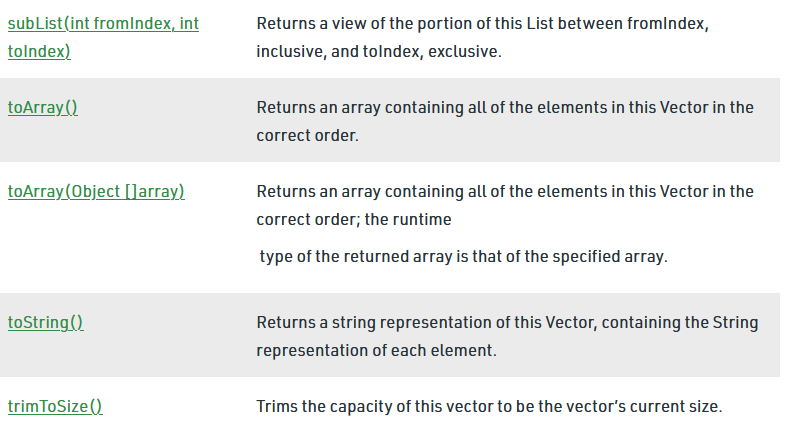 subList(int fromIndex, int
toIndex)
Returns a view of the portion of this List between fromIndex,
inclusive, and toIndex, exclusive.
toArray()
Returns an array containing all of the elements in this Vector in the
correct order.
toArray(Object []array)
Returns an array containing all of the elements in this Vector in the
correct order; the runtime
type of the returned array is that of the specified array.
toString()
Returns a string representation of this Vector, containing the String
representation of each element.
trimToSize()
Trims the capacity of this vector to be the vector’s current size.